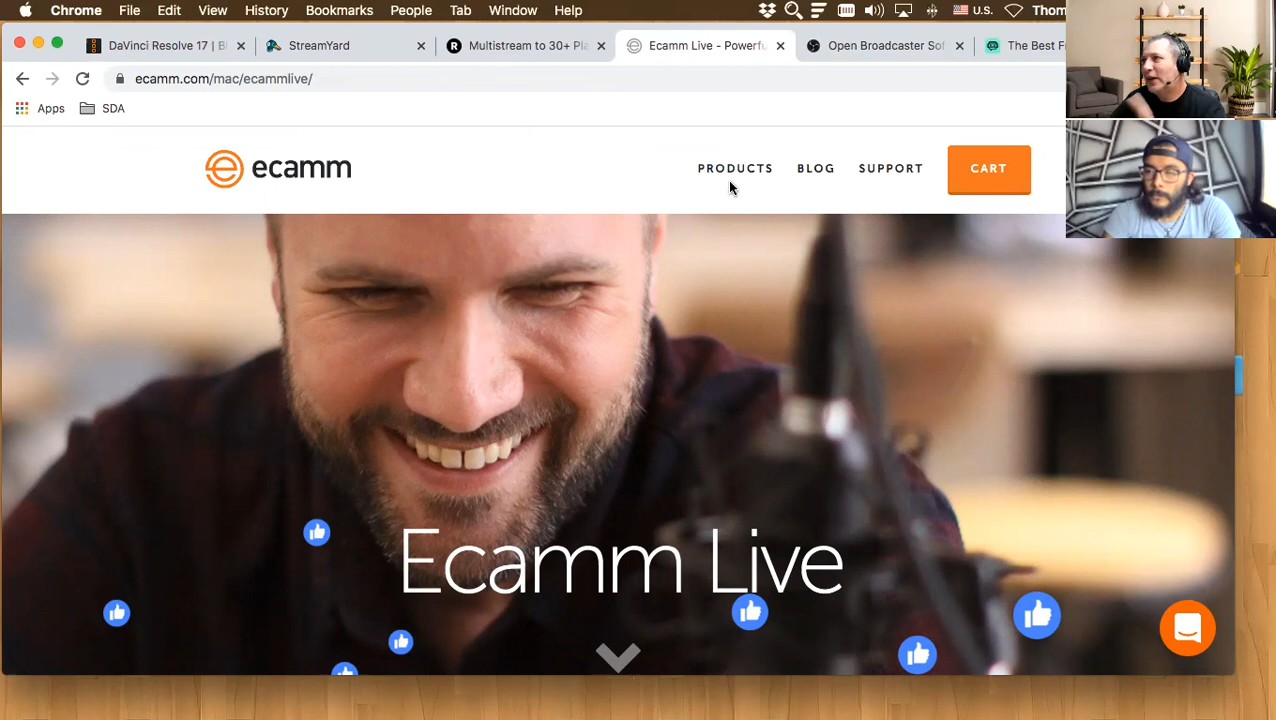 Chrome File Edit View History Bookmarks People Tab Window Help U.S. Thom
DaVinci Resolve 17 | Bl StreamYard Multistream to 30+ Pla Ecamm Live - Powerfu Open Broadcaster Sof The Best F
ecamm.com/mac/ecammlive/
Apps SDA
ecamm PRODUCTS BLOG SUPPORT CART
Ecamm Live